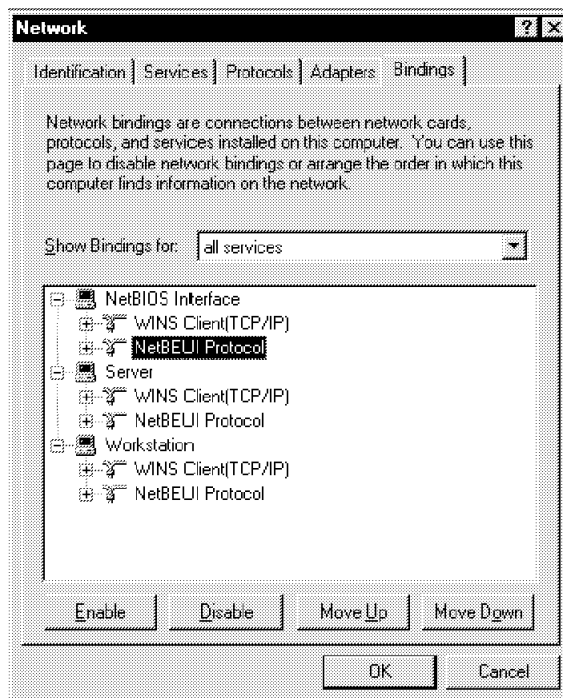 Network
Identification Services Protocols Adapters Bindings
Network bindings are connections between network cards,
protocols, and services installed on this computer. You can use this
page to disable network bindings or arrange the order in which this
computer finds information on the network.
Show Bindings for: all services
NetBIOS Interface
WINS Client(TCP/IP)
NetBEUI Protocol
Server
WINS Client(TCP/IP)
NetBEUI Protocol
Workstation
WINS Client(TCP/IP)
NetBEUI Protocol
Enable Disable Move Up Move Down
OK Cancel